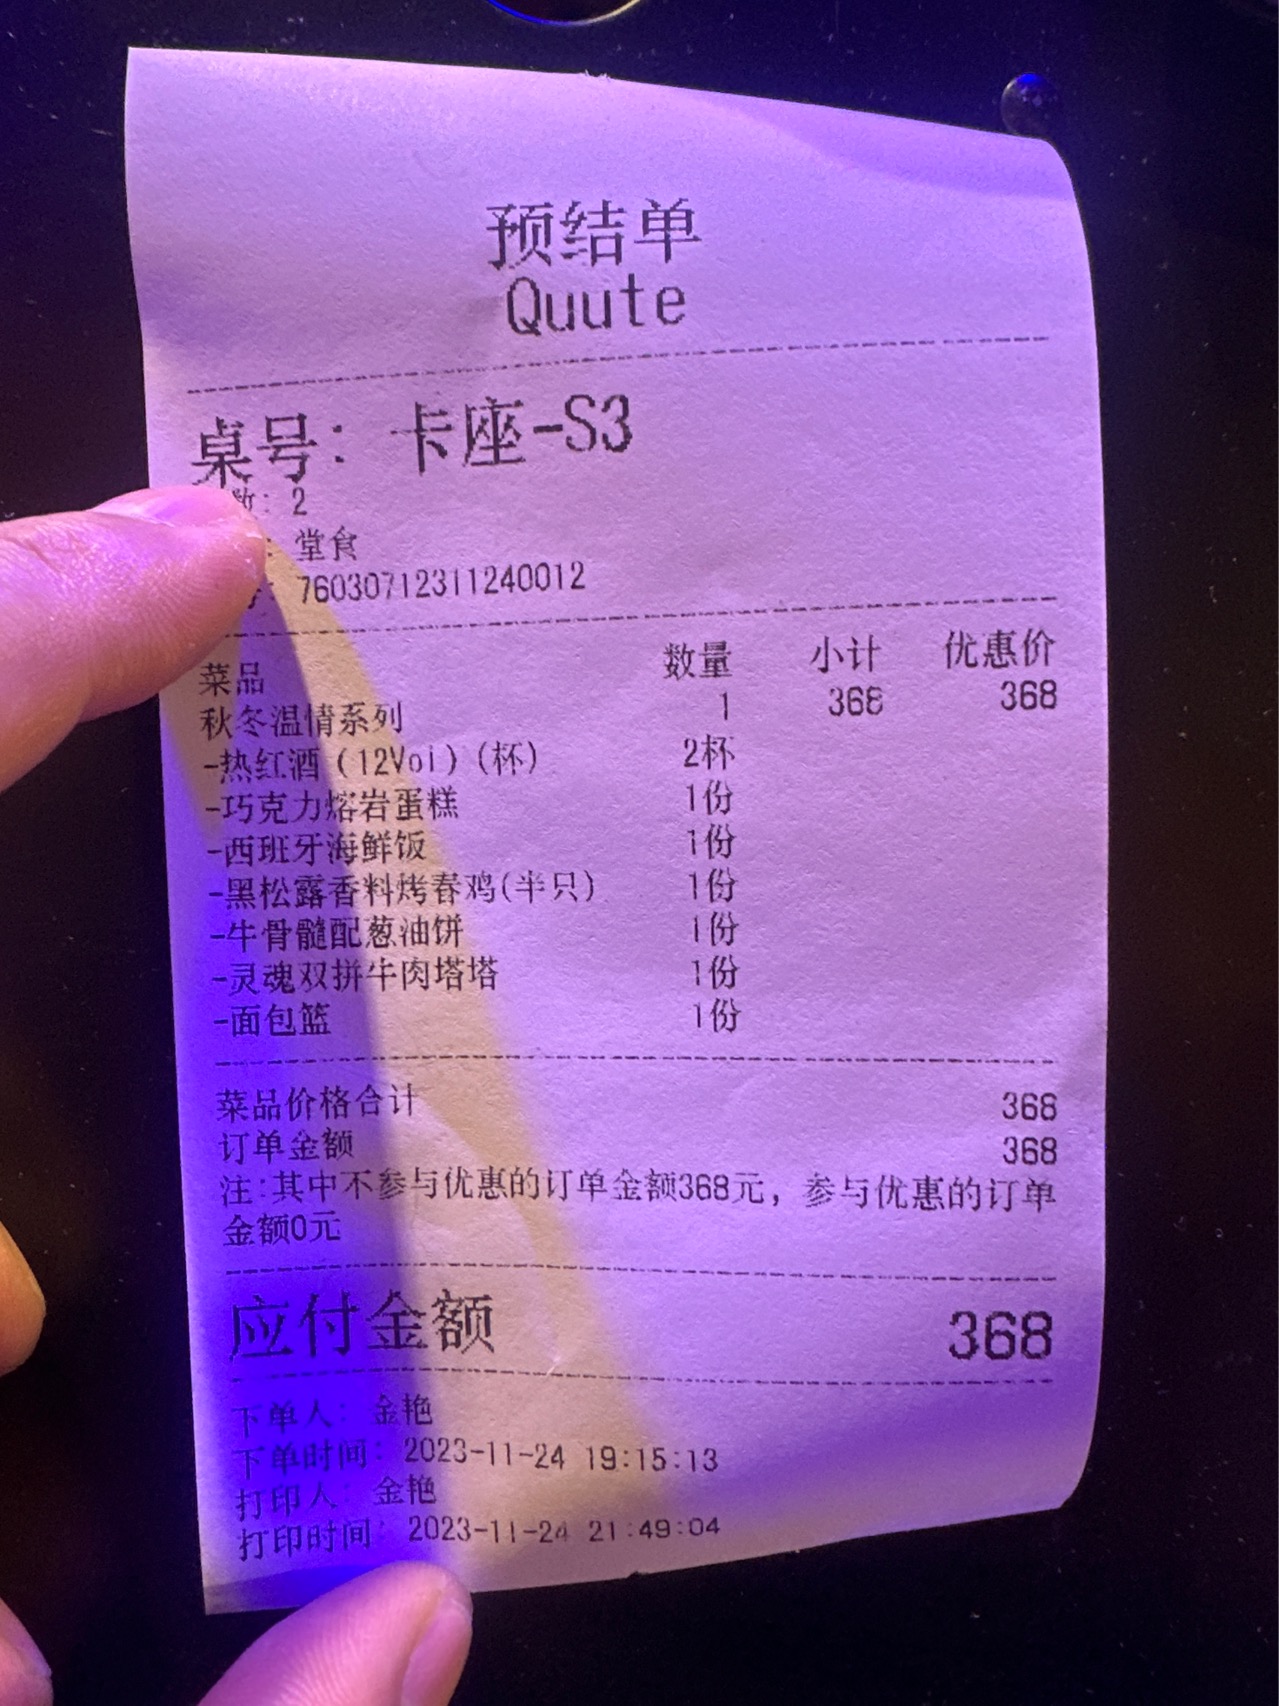 预结单
Quute
桌号：卡座-S3
数：2
：堂食
号：76030712311240012
菜品 数量 小计 优惠价
秋冬温情系列 1 368 368
-热红酒（12Vol）(杯) 2杯
-巧克力熔岩蛋糕 1份
-西班牙海鲜饭 1份
-黑松露香料烤春鸡(半只) 1份
-牛骨髓配葱油饼 1份
-灵魂双拼牛肉塔塔 1份
-面包篮 1份
菜品价格合计 368
订单金额 368
注:其中不参与优惠的订单金额368元，参与优惠的订单
金额0元
应付金额 368
下单人：金艳
下单时间：2023-11-24 19:15:13
打印人：金艳
打印时间：2023-11-24 21:49:04